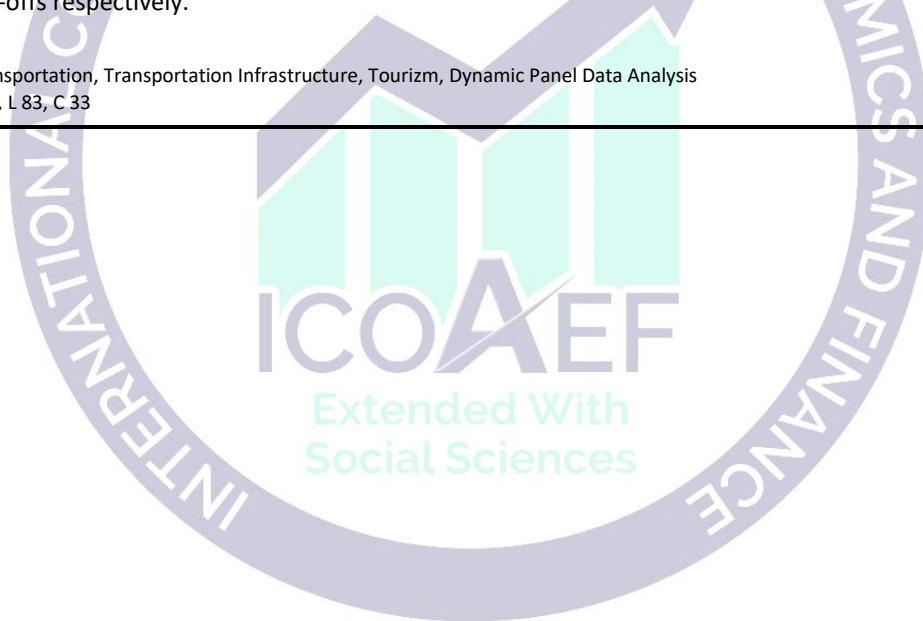 -offs respectively.
nsportation, Transportation Infrastructure, Tourizm, Dynamic Panel Data Analysis
, L 83, C 33
INTERNATIONAL CO
MICS AND FINANCE
ICOAEF
Extended With
Social Sciences